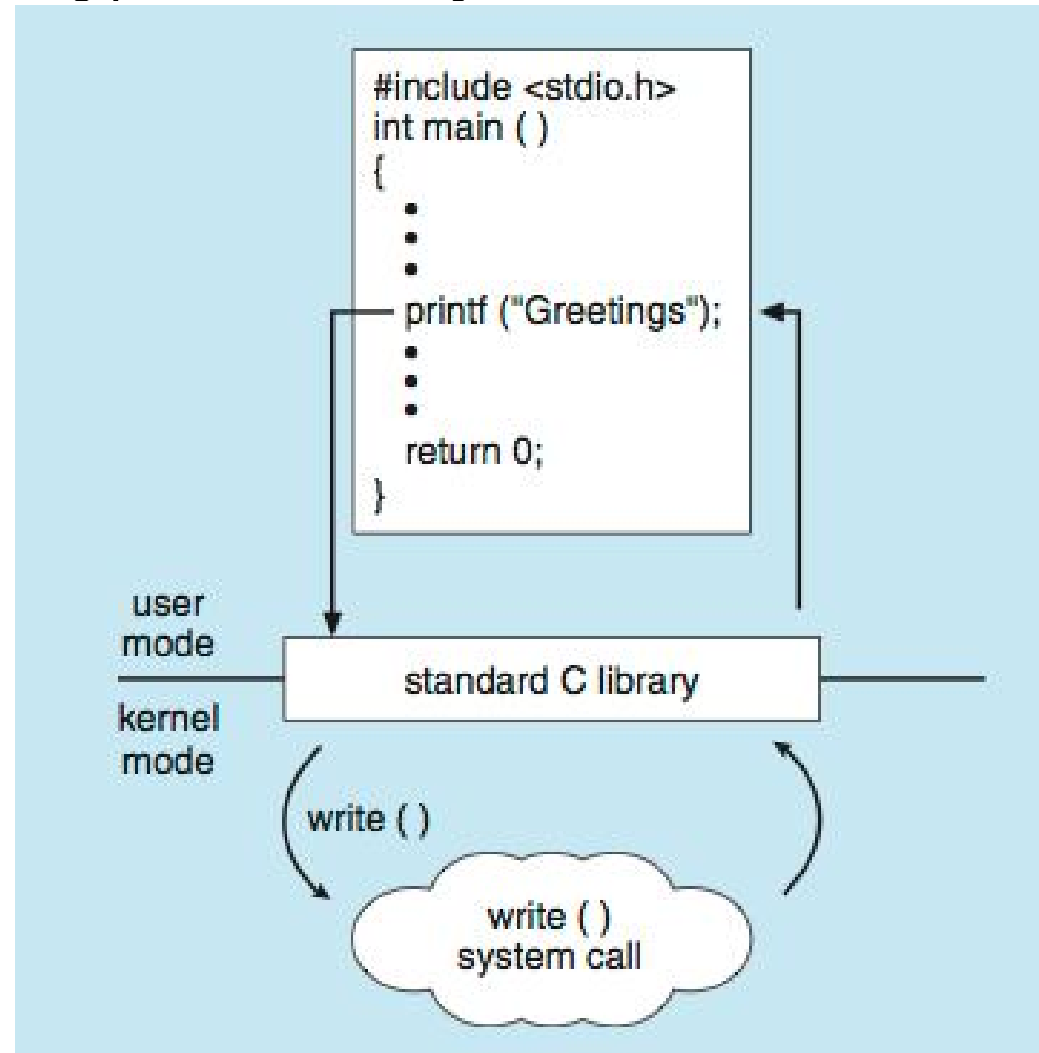 #include <stdio.h>
int main ( )
{
•
•
•
printf ("Greetings");
•
•
•
return 0;
}
user
mode
standard C library
kernel
mode
write ( )
write ( )
system call